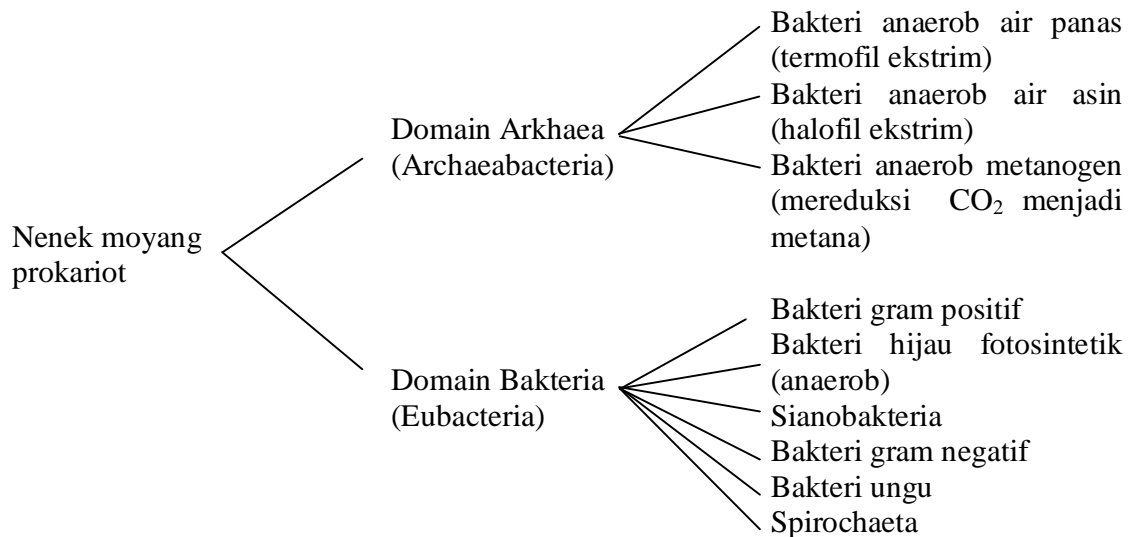 Nenek moyang
prokariot
Domain Arkhaea
(Archaeabacteria)
Bakteri anaerob air panas
(termofil ekstrim)
Bakteri anaerob air asin
(halofil ekstrim)
Bakteri anaerob metanogen
(mereduksi CO₂ menjadi
metana)
Domain Bakteria
(Eubacteria)
Bakteri gram positif
Bakteri hijau fotosintetik
(anaerob)
Sianobakteria
Bakteri gram negatif
Bakteri ungu
Spirochaeta